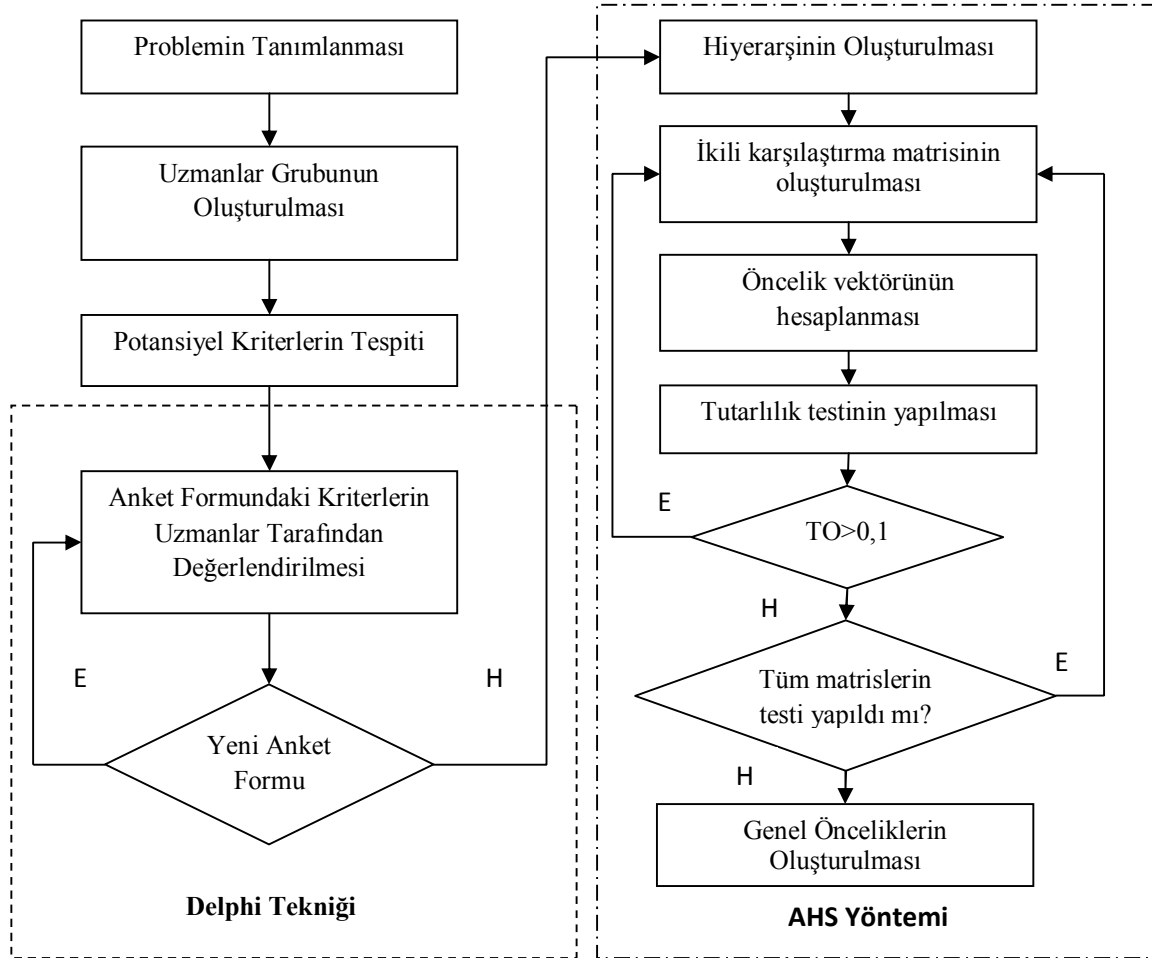 Problemin Tanımlanması
Uzmanlar Grubunun
Oluşturulması
Potansiyel Kriterlerin Tespiti
Anket Formundaki Kriterlerin
Uzmanlar Tarafından
Değerlendirilmesi
E
H
Yeni Anket
Formu
Delphi Tekniği
Hiyerarşinin Oluşturulması
İkili karşılaştırma matrisinin
oluşturulması
Öncelik vektörünün
hesaplanması
Tutarlılık testinin yapılması
E
TO>0,1
H
E
Tüm matrislerin
testi yapıldı mı?
H
Genel Önceliklerin
Oluşturulması
AHS Yöntemi